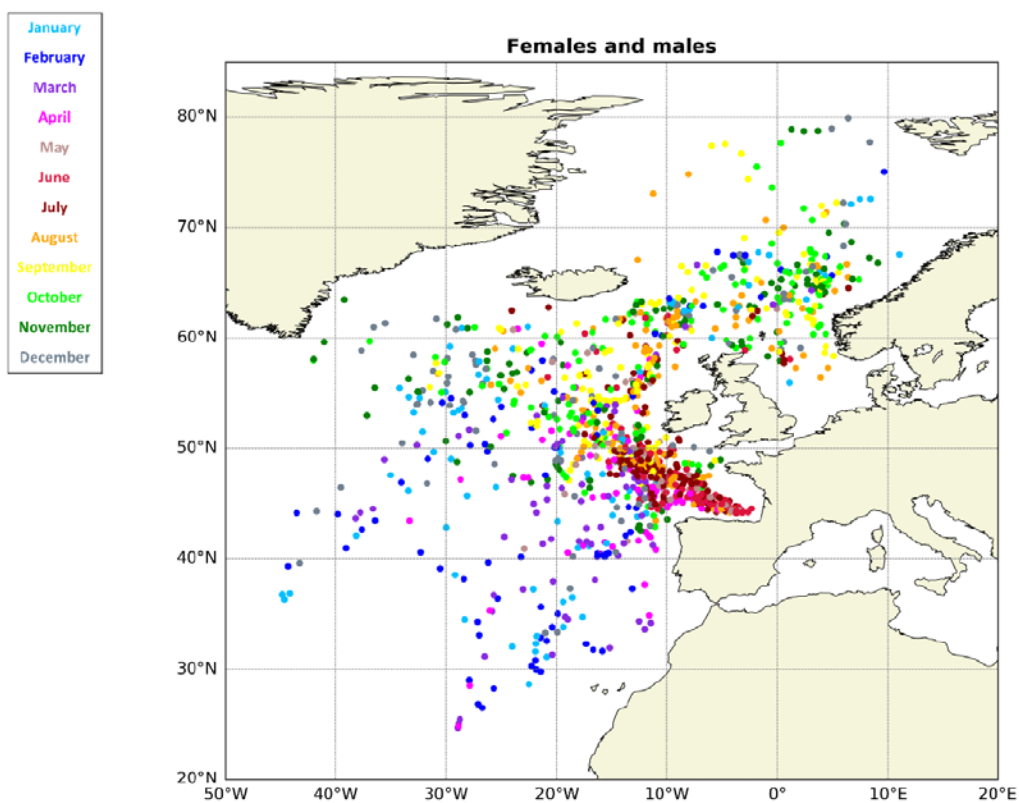 January
February
March
April
May
June
July
August
September
October
November
December
Females and males
80°N
70°N
60°N
50°N
40°N
30°N
20°N
50°W
40°W
30°W
20°W
10°W
0°W
10°E
20°E